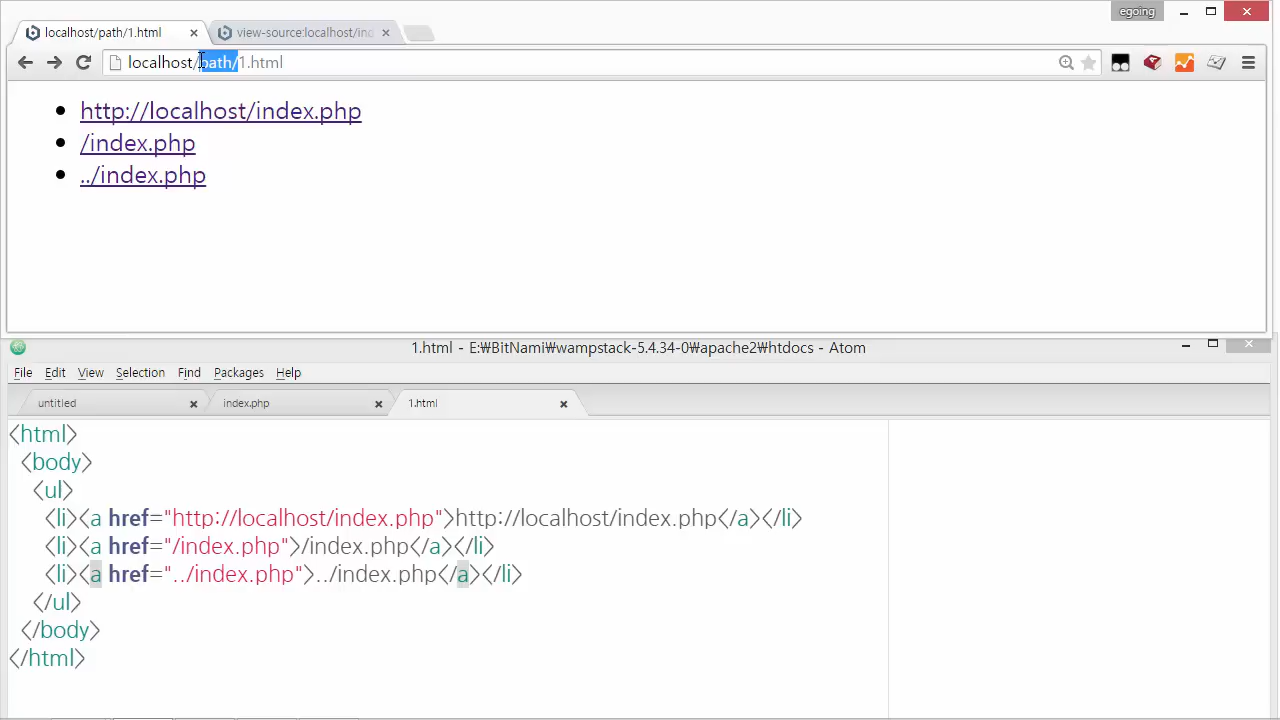 egoing
localhost/path/1.html
view-source:localhost/ind
localhost/path/1.html
http://localhost/index.php
/index.php
../index.php
1.html - E:₩BitNami₩wampstack-5.4.34-0₩apache2₩htdocs - Atom
File Edit View Selection Find Packages Help
untitled index.php 1.html
<html>
<body>
<ul>
<li><a href="http://localhost/index.php">http://localhost/index.php</a></li>
<li><a href="/index.php">/index.php</a></li>
<li><a href="../index.php">../index.php</a></li>
</ul>
</body>
</html>